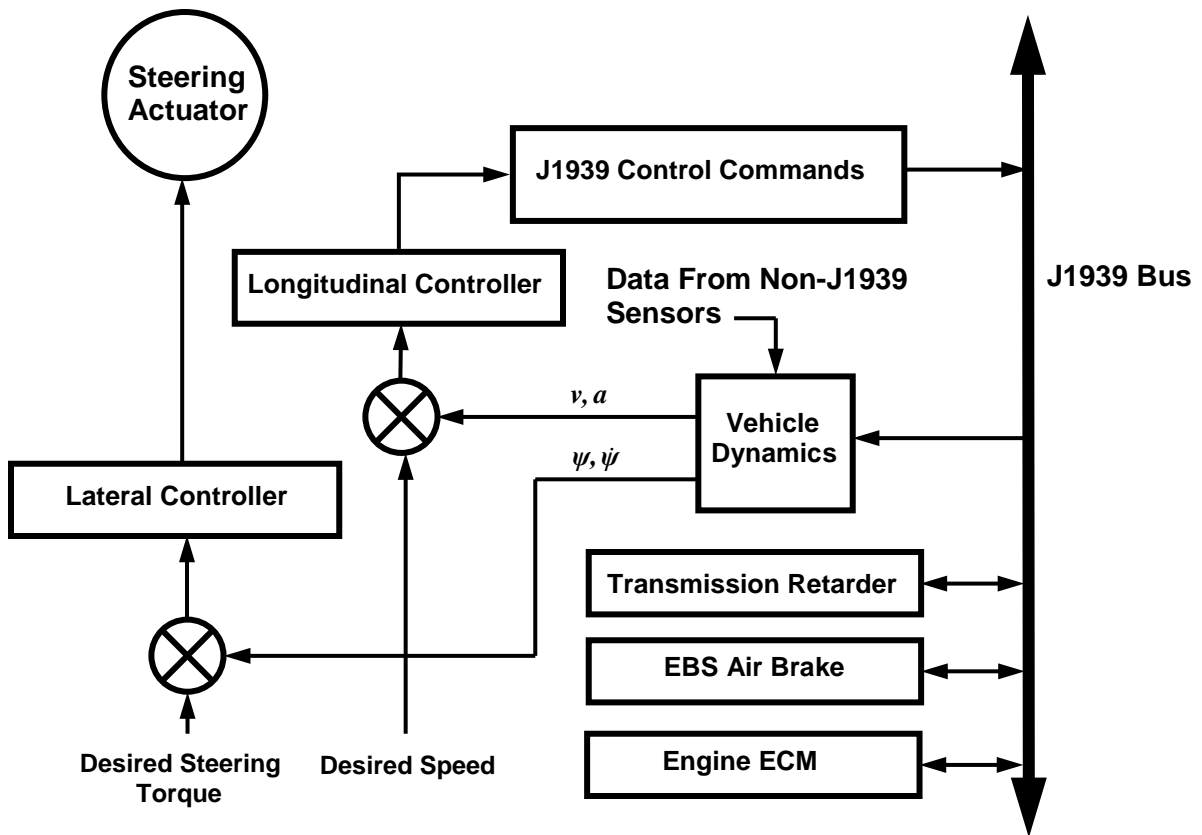 Steering
Actuator
J1939 Control Commands
Longitudinal Controller
Data From Non-J1939
Sensors
J1939 Bus
v, a
Vehicle
Dynamics
ψ, ψ̇
Lateral Controller
Transmission Retarder
EBS Air Brake
Engine ECM
Desired Steering
Torque
Desired Speed